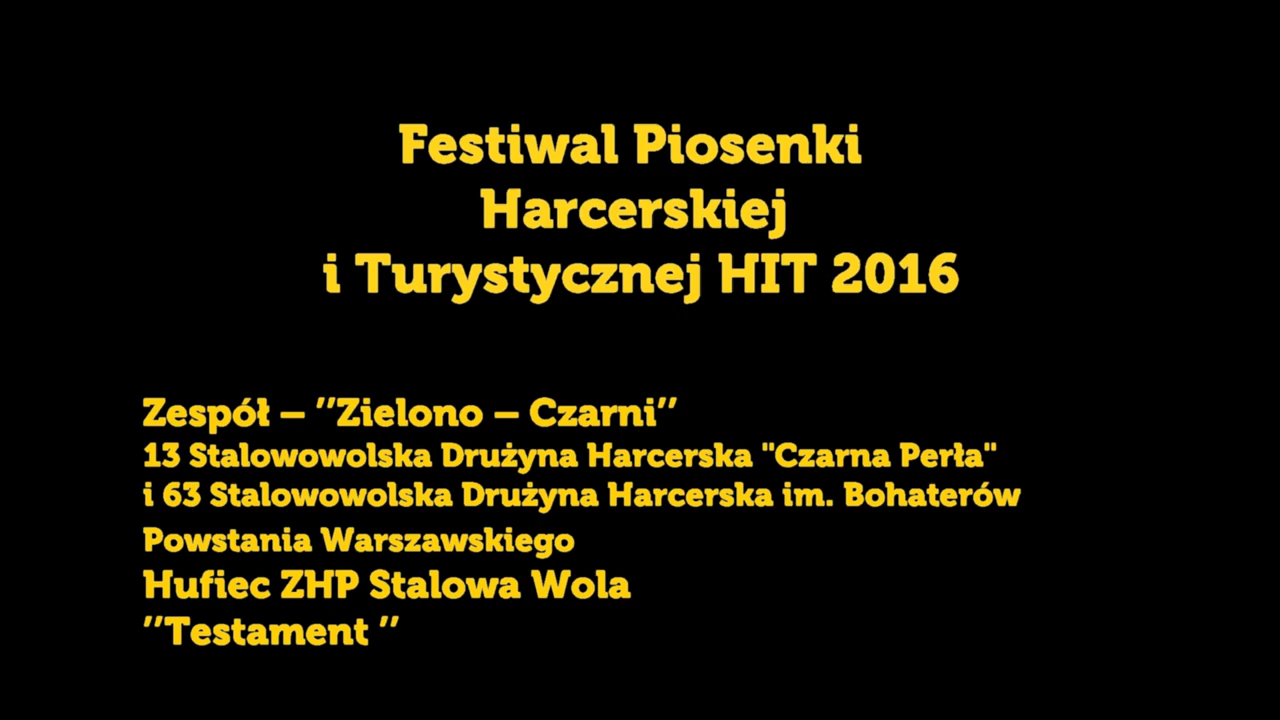 Festiwal Piosenki
Harcerskiej
i Turystycznej HIT 2016
Zespół – ′′Zielono – Czarni′′
13 Stalowowolska Drużyna Harcerska "Czarna Perła"
i 63 Stalowowolska Drużyna Harcerska im. Bohaterów
Powstania Warszawskiego
Hufiec ZHP Stalowa Wola
′′Testament ′′